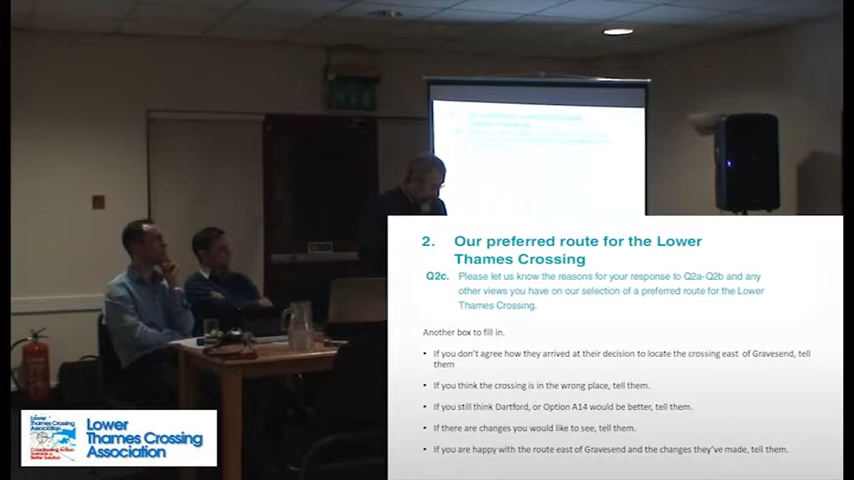 2. Our preferred route for the Lower
Thames Crossing
Q2c. Please let us know the reasons for your response to Q2a-Q2b and any
other views you have on our selection of a preferred route for the Lower
Thames Crossing.
Another box to fill in.
• If you don't agree how they arrived at their decision to locate the crossing east of Gravesend, tell
them
• If you think the crossing is in the wrong place, tell them.
• If you still think Dartford, or Option A14 would be better, tell them.
• If there are changes you would like to see, tell them.
• If you are happy with the route east of Gravesend and the changes they've made, tell them.
Lower
Thames Crossing
Association
Lower
Thames Crossing
Association
Co-ordinating Action
Towards a
Better Solution